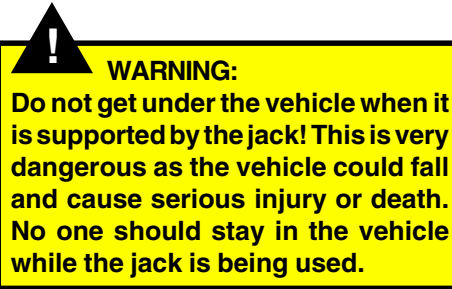 !
WARNING:
Do not get under the vehicle when it
is supported by the jack! This is very
dangerous as the vehicle could fall
and cause serious injury or death.
No one should stay in the vehicle
while the jack is being used.